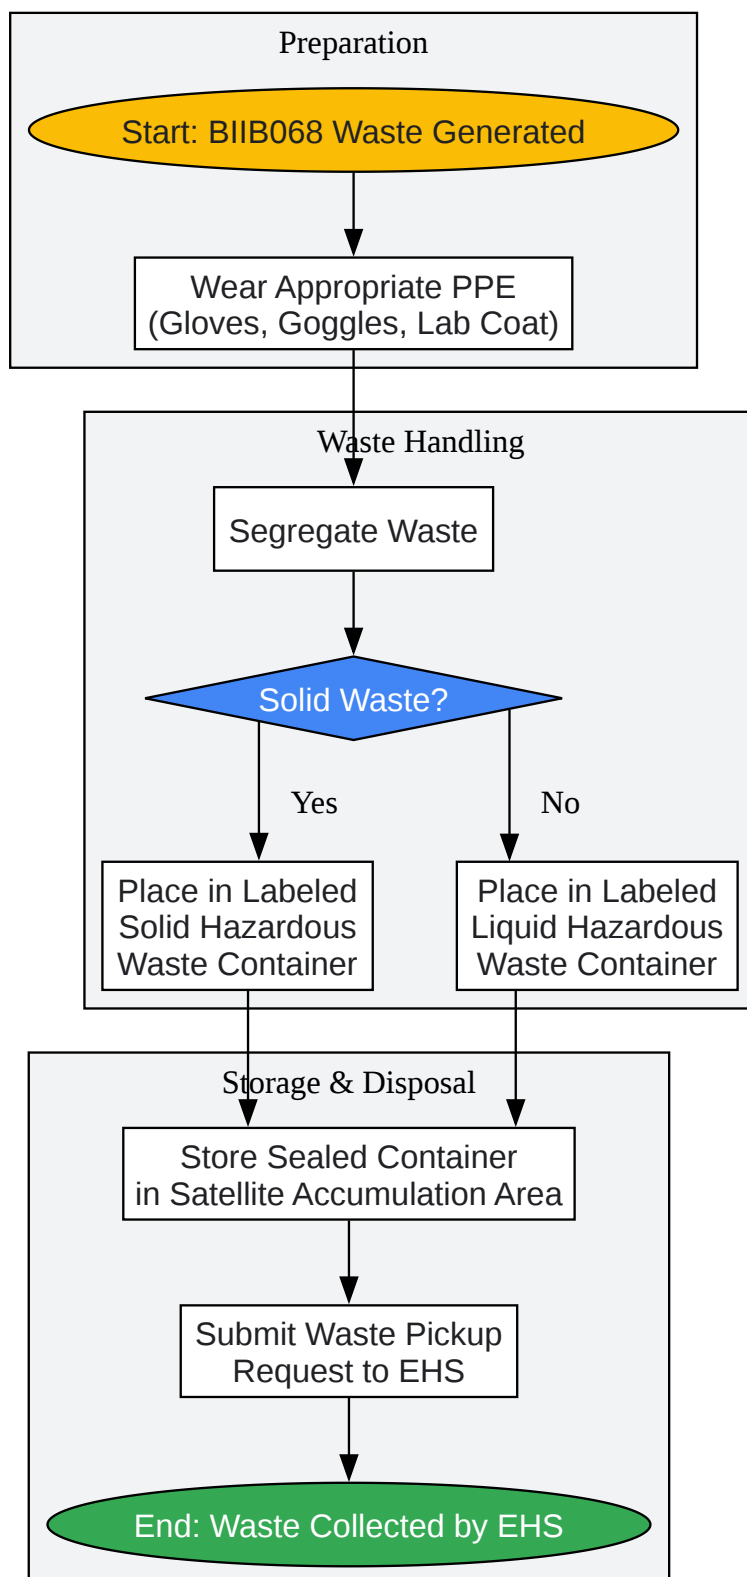 Preparation
Start: BIIB068 Waste Generated
Wear Appropriate PPE
(Gloves, Goggles, Lab Coat)
Waste Handling
Segregate Waste
Solid Waste?
Yes
No
Place in Labeled
Solid Hazardous
Waste Container
Place in Labeled
Liquid Hazardous
Waste Container
Storage & Disposal
Store Sealed Container
in Satellite Accumulation Area
Submit Waste Pickup
Request to EHS
End: Waste Collected by EHS